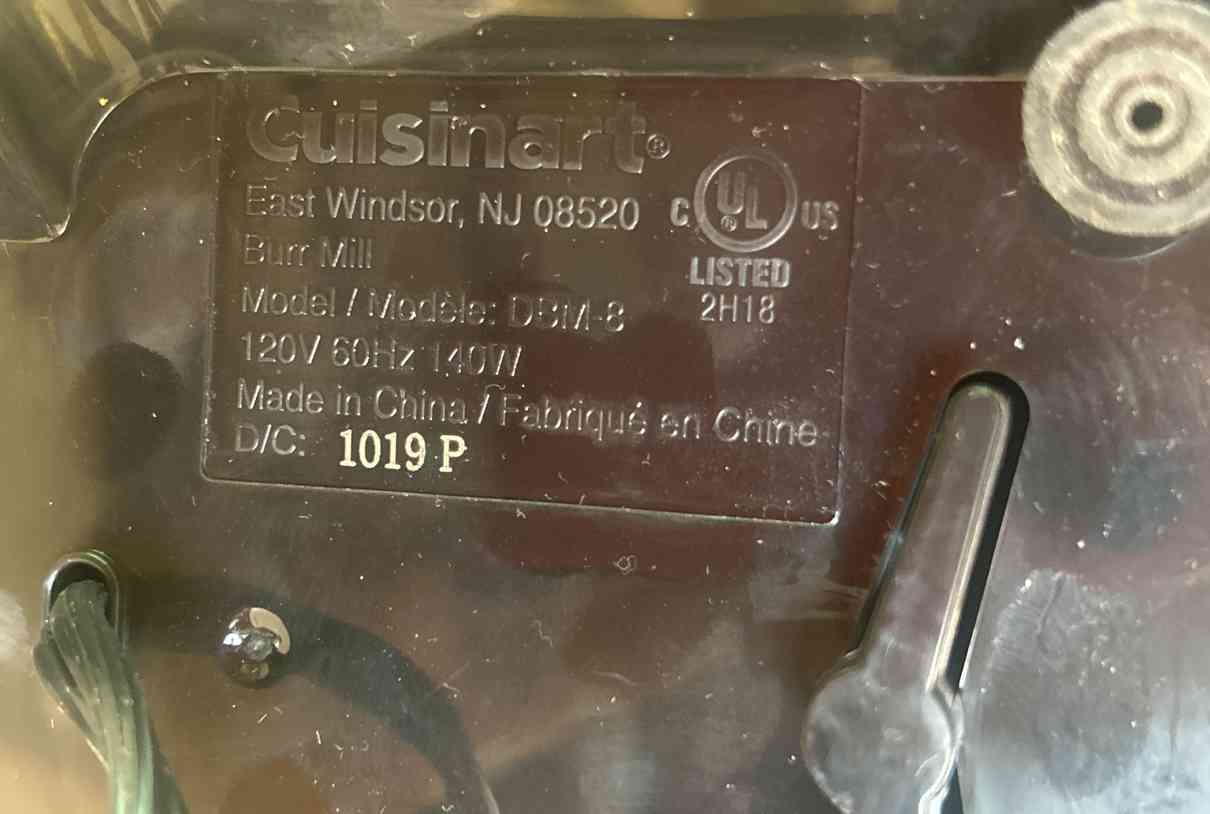 Cuisinart®
East Windsor, NJ 08520
Burr Mill
Model / Modèle: DBM-8
120V 60Hz 140W
Made in China / Fabriqué en Chine
D/C: 1019 P
C UL® US
LISTED
2H18